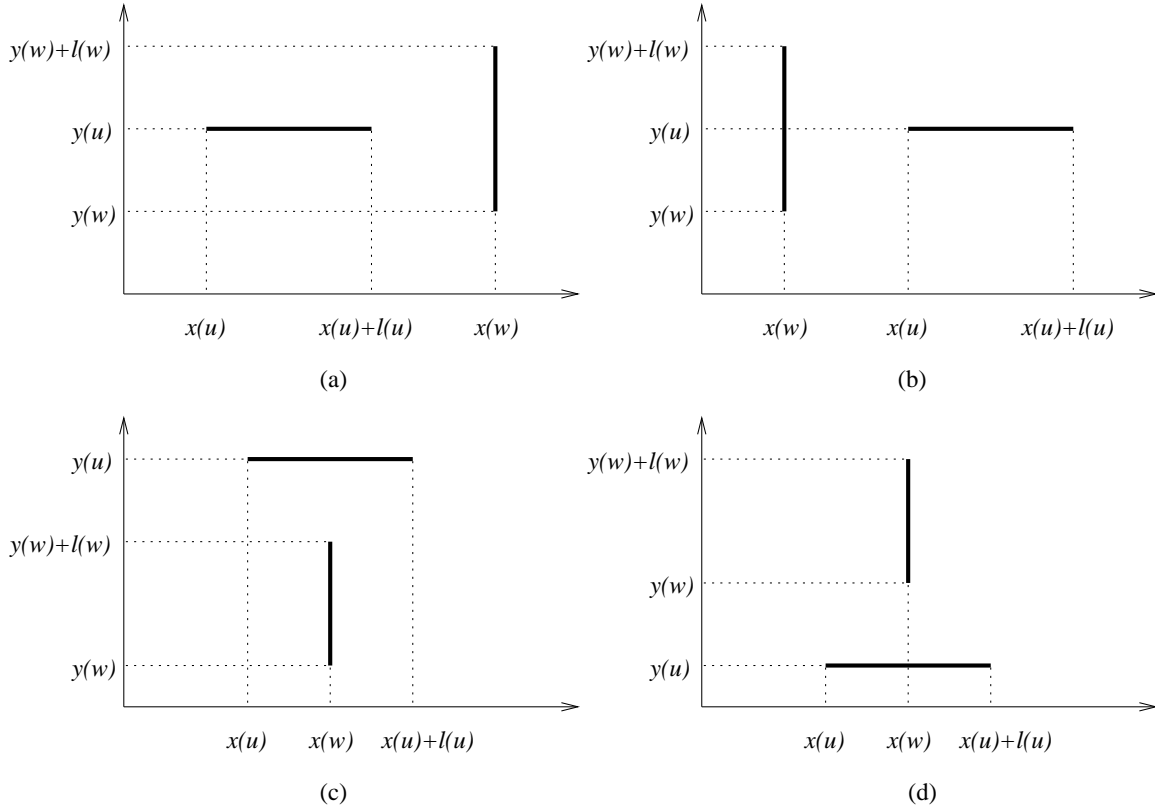 y(w)+l(w)
y(u)
y(w)
x(u) x(u)+l(u) x(w)
(a)
y(w)+l(w)
y(u)
y(w)
x(w) x(u) x(u)+l(u)
(b)
y(u)
y(w)+l(w)
y(w)
x(u) x(w) x(u)+l(u)
(c)
y(w)+l(w)
y(w)
y(u)
x(u) x(w) x(u)+l(u)
(d)